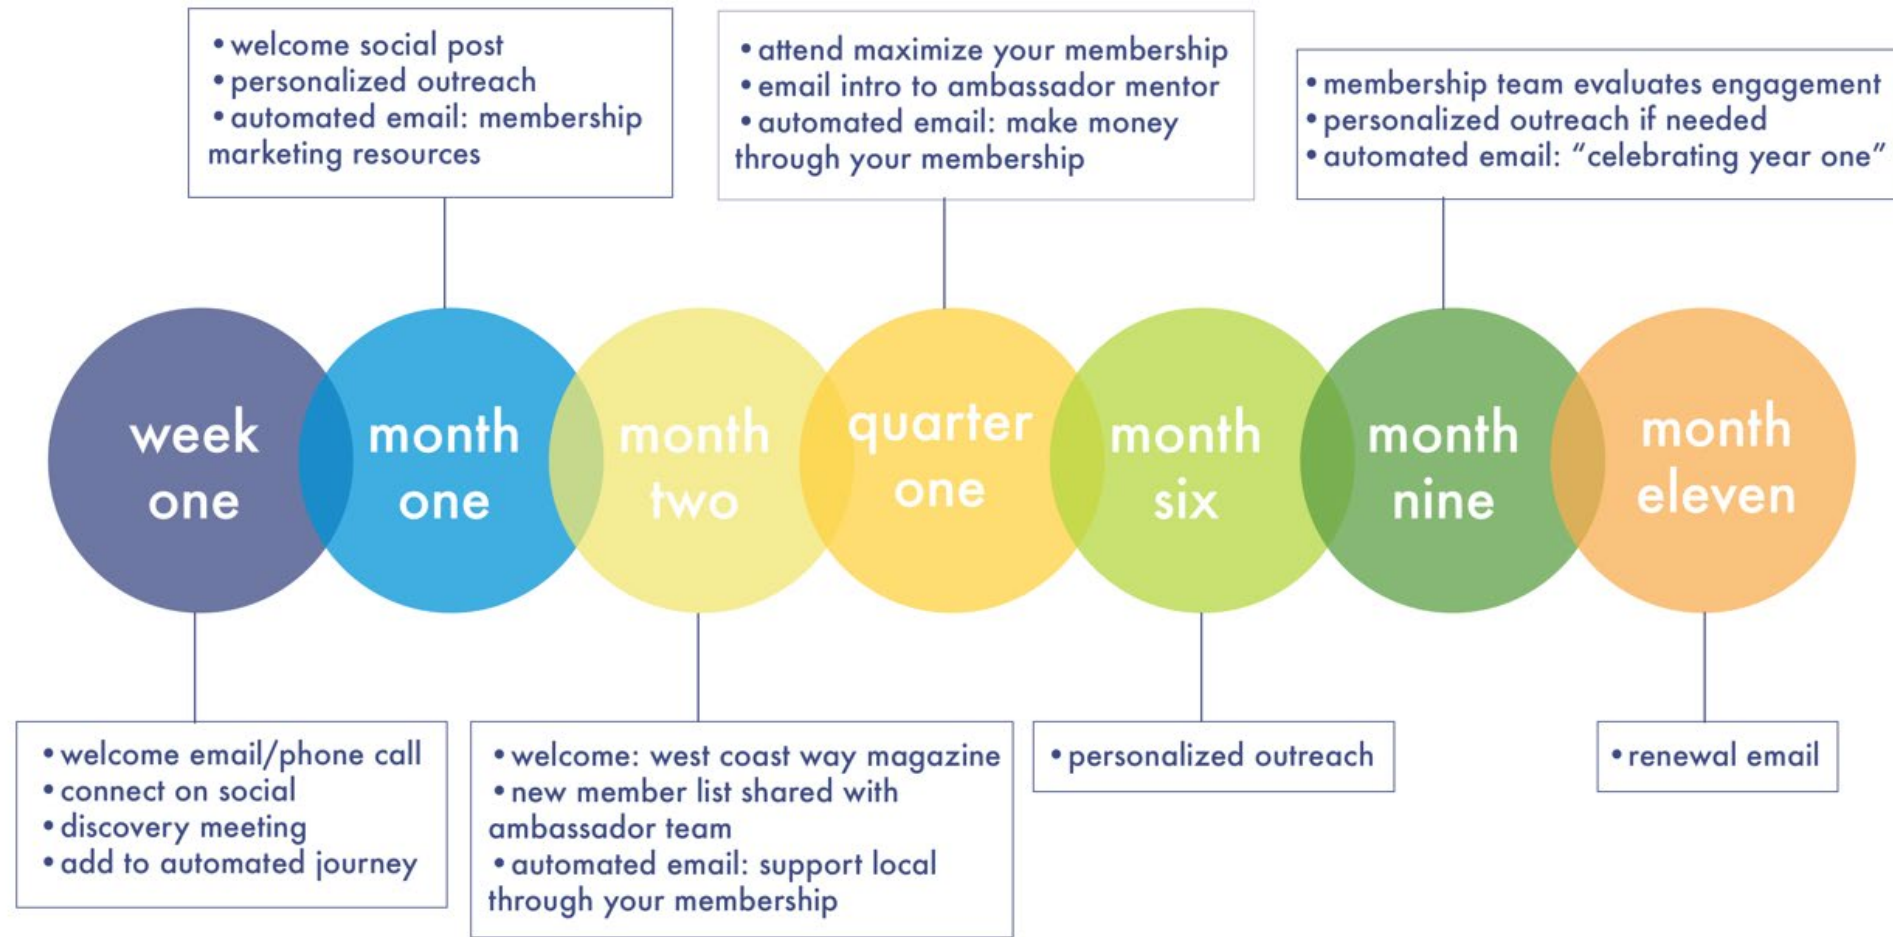 • welcome social post
• personalized outreach
• automated email: membership
marketing resources
• attend maximize your membership
• email intro to ambassador mentor
• automated email: make money
through your membership
• membership team evaluates engagement
• personalized outreach if needed
• automated email: “celebrating year one”
week
one
month
one
month
two
quarter
one
month
six
month
nine
month
eleven
• welcome email/phone call
• connect on social
• discovery meeting
• add to automated journey
• welcome: west coast way magazine
• new member list shared with
ambassador team
• automated email: support local
through your membership
• personalized outreach
• renewal email